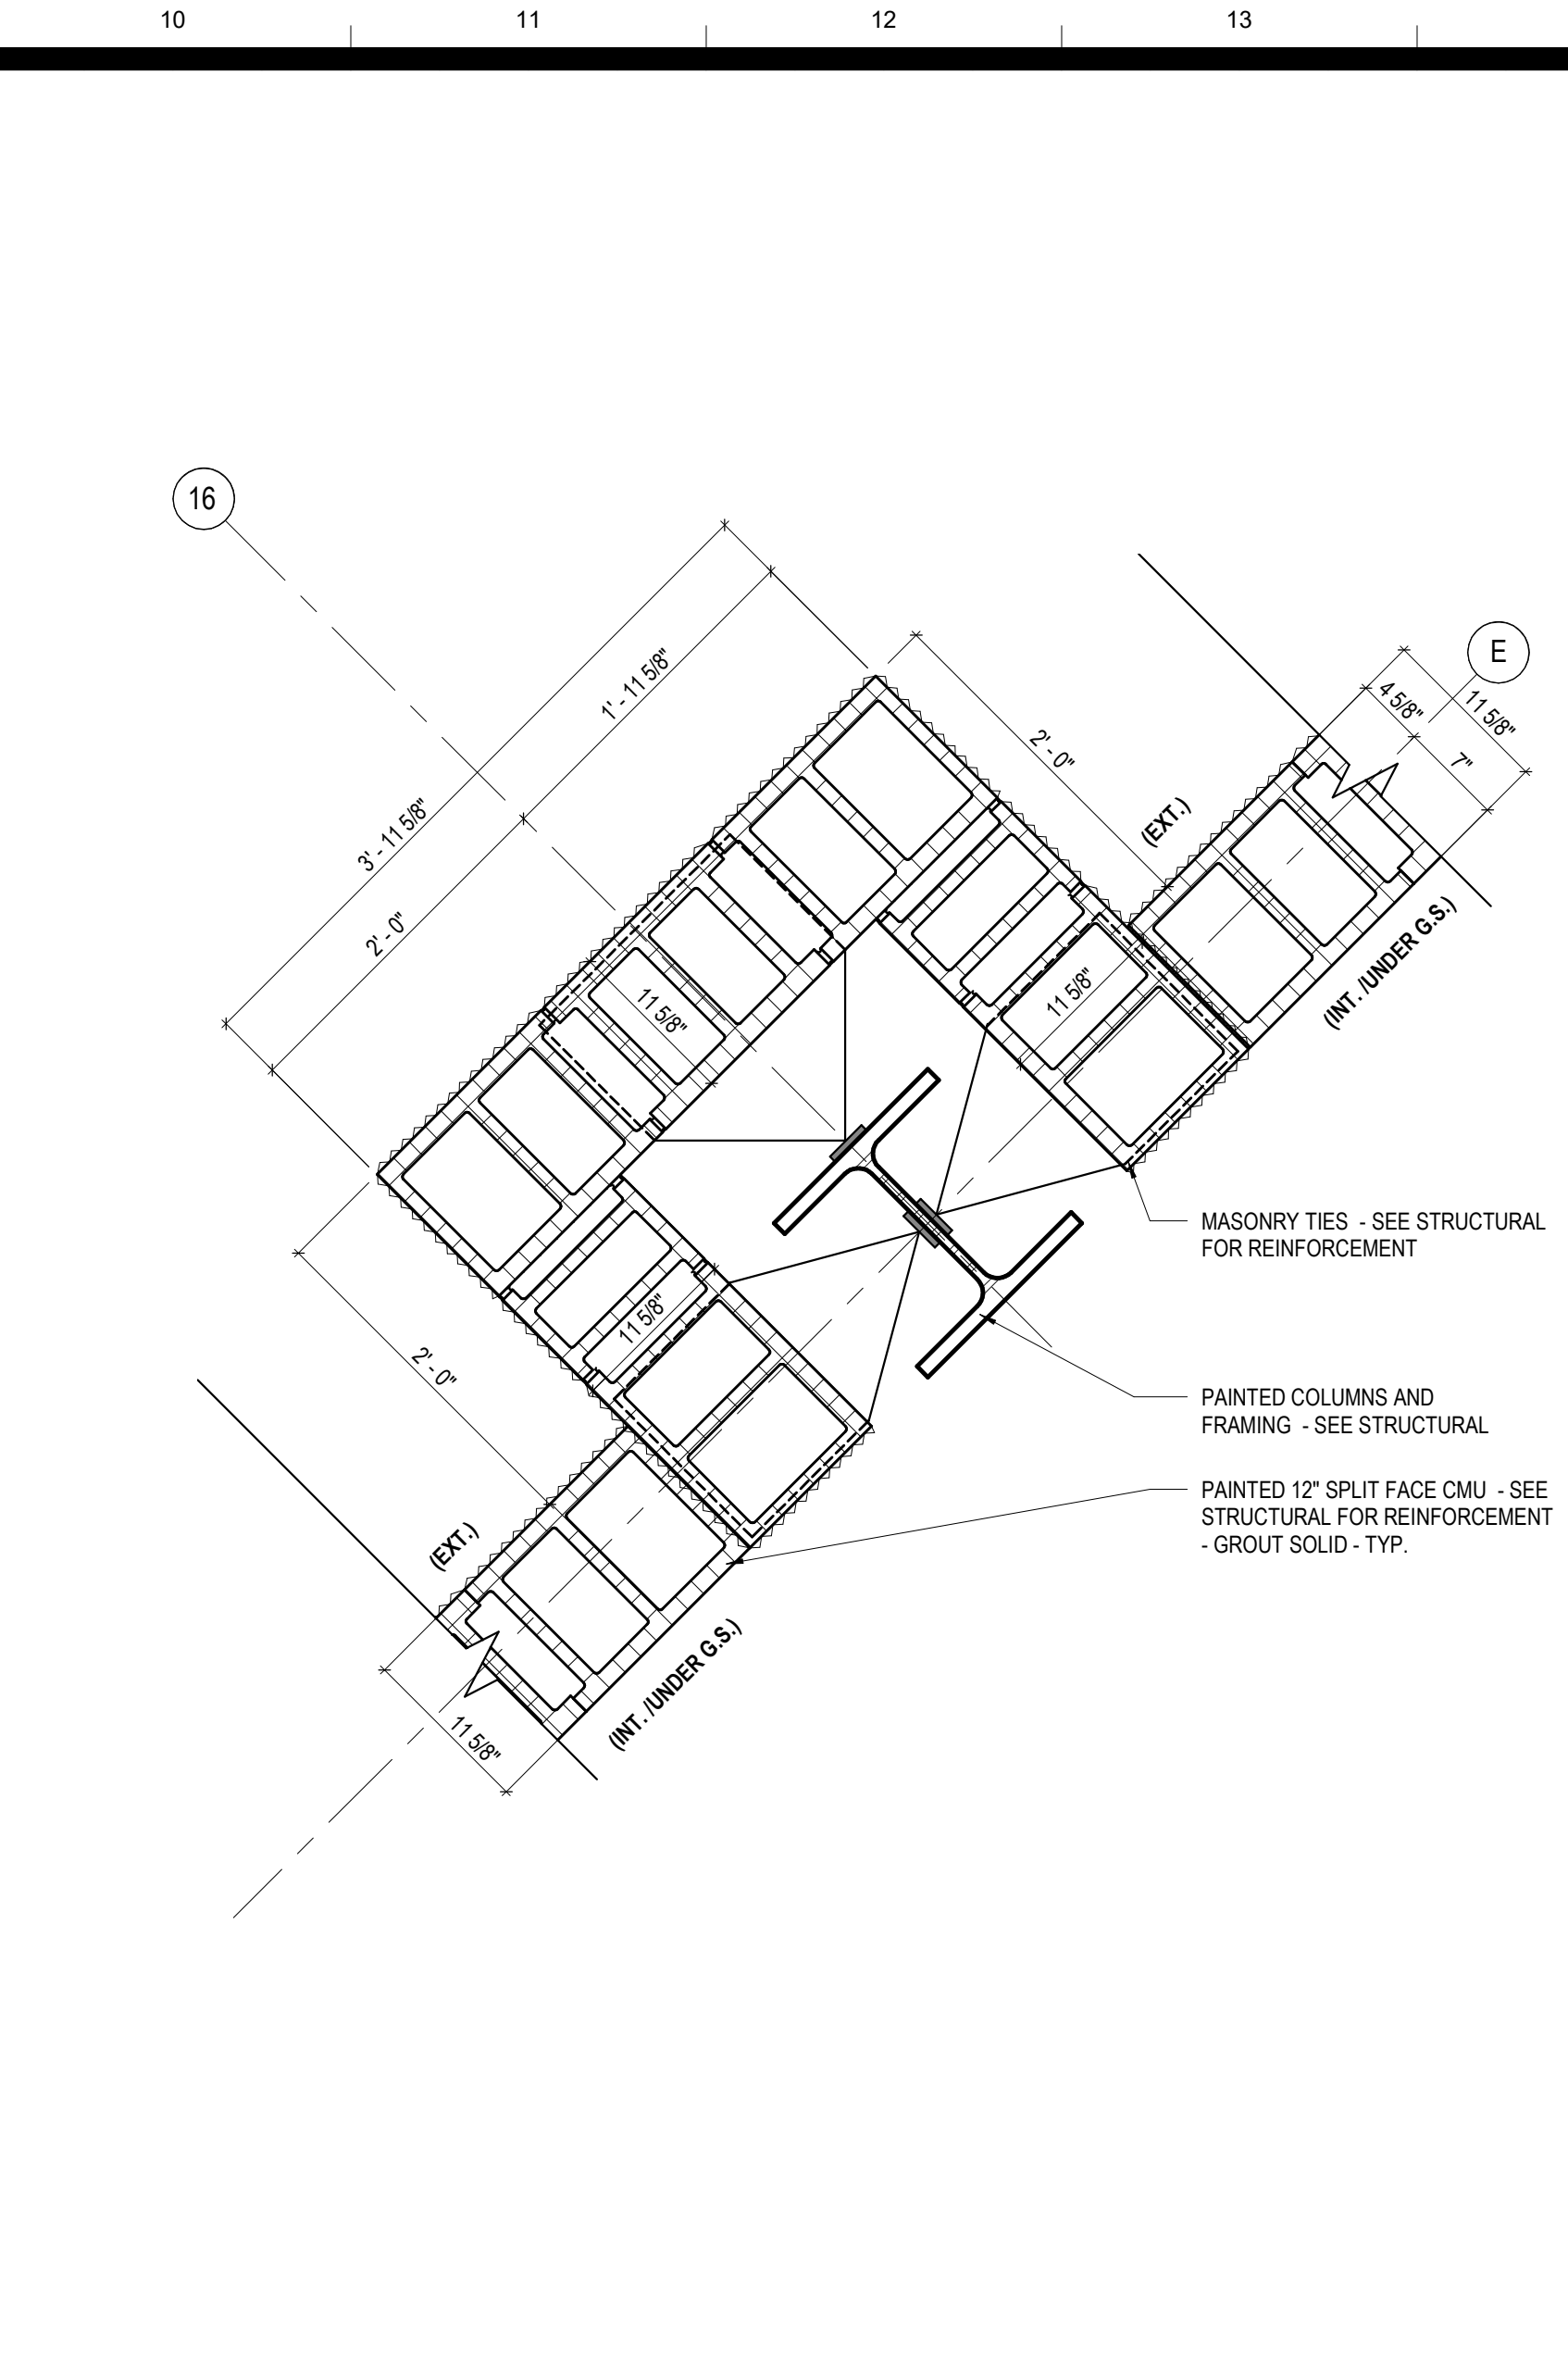 10
11
12
13
16
E
1' - 11 5/8"
3' - 11 5/8"
2' - 0"
2' - 0"
4 5/8"
11 5/8"
7"
(EXT.)
(INT. /UNDER G.S.)
11 5/8"
11 5/8"
11 5/8"
2' - 0"
MASONRY TIES - SEE STRUCTURAL
FOR REINFORCEMENT
PAINTED COLUMNS AND
FRAMING - SEE STRUCTURAL
PAINTED 12" SPLIT FACE CMU - SEE
STRUCTURAL FOR REINFORCEMENT
- GROUT SOLID - TYP.
(EXT.)
(INT. /UNDER G.S.)
11 5/8"